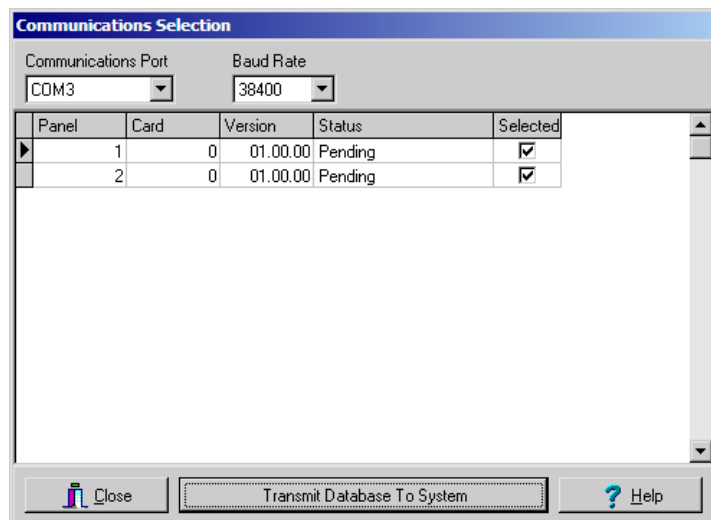 Communications Selection
Communications Port Baud Rate
COM3 38400
Panel Card Version Status Selected
1 0 01.00.00 Pending
2 0 01.00.00 Pending
Close Transmit Database To System ? Help